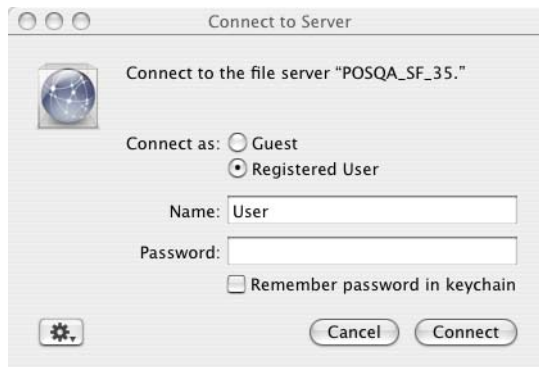 Connect to Server
Connect to the file server “POSQA_SF_35.”
Connect as: Guest
Registered User
Name: User
Password:
Remember password in keychain
Cancel Connect